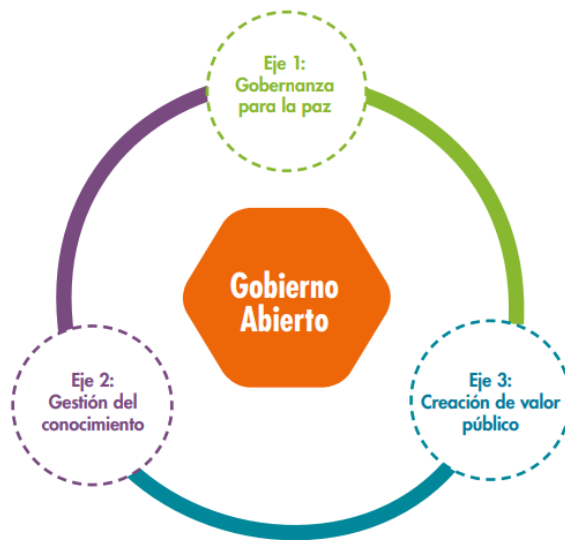 Eje 1:
Gobernanza
para la paz
Gobierno
Abierto
Eje 2:
Gestión del
conocimiento
Eje 3:
Creación de valor
público